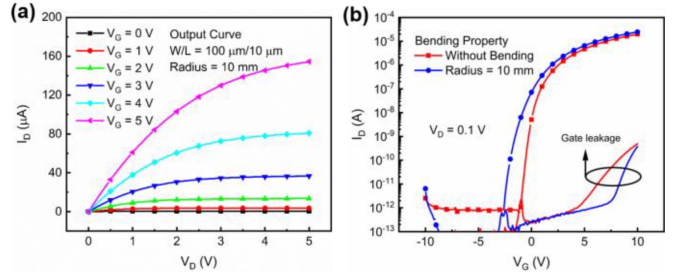 (a)
200
160
120
80
40
0
I_D (μA)
V_G = 0 V
V_G = 1 V
V_G = 2 V
V_G = 3 V
V_G = 4 V
V_G = 5 V
Output Curve
W/L = 100 μm/10 μm
Radius = 10 mm
0 1 2 3 4 5
V_D (V)
(b)
10^-4
10^-5
10^-6
10^-7
10^-8
10^-9
10^-10
10^-11
10^-12
10^-13
I_D (A)
Bending Property
Without Bending
Radius = 10 mm
V_D = 0.1 V
Gate leakage
-10 -5 0 5 10
V_G (V)